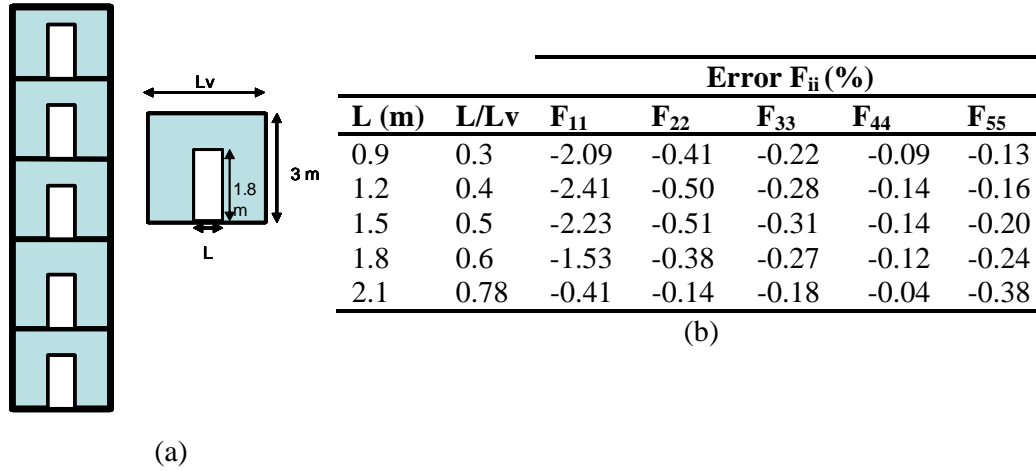 Lv
3 m
1.8
m
L
(a)
Error Fii (%)
L (m) L/Lv F11 F22 F33 F44 F55
0.9 0.3 -2.09 -0.41 -0.22 -0.09 -0.13
1.2 0.4 -2.41 -0.50 -0.28 -0.14 -0.16
1.5 0.5 -2.23 -0.51 -0.31 -0.14 -0.20
1.8 0.6 -1.53 -0.38 -0.27 -0.12 -0.24
2.1 0.78 -0.41 -0.14 -0.18 -0.04 -0.38
(b)